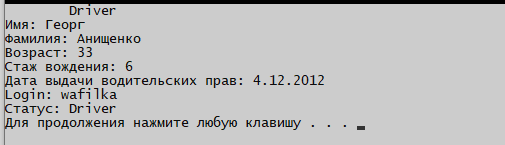 Driver
Имя: Георг
Фамилия: Анищенко
Возраст: 33
Стаж вождения: 6
Дата выдачи водительских прав: 4.12.2012
Login: wafilka
Статус: Driver
Для продолжения нажмите любую клавишу . . .